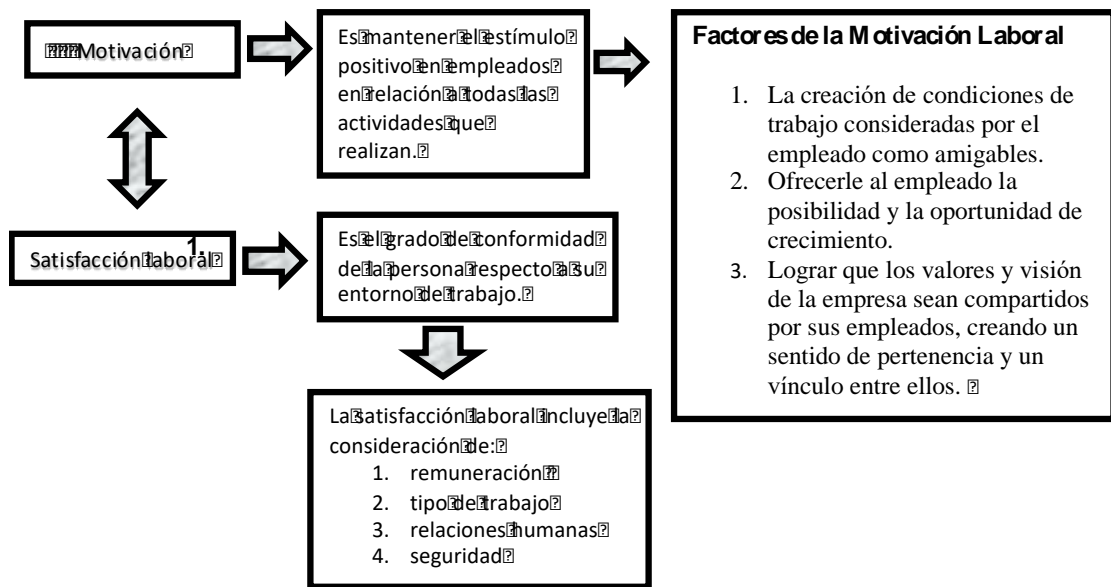 Motivación
Es mantener el estímulo
positivo en empleados
en relación a todas las
actividades que
realizan.
Factores de la Motivación Laboral
1. La creación de condiciones de
trabajo consideradas por el
empleado como amigables.
2. Ofrecerle al empleado la
posibilidad y la oportunidad de
crecimiento.
3. Lograr que los valores y visión
de la empresa sean compartidos
por sus empleados, creando un
sentido de pertenencia y un
vínculo entre ellos.
1.
Satisfacción laboral
Es el grado de conformidad
de la persona respecto a su
entorno de trabajo.
La satisfacción laboral incluye la
consideración de:
1. remuneración
2. tipo de trabajo
3. relaciones humanas
4. seguridad